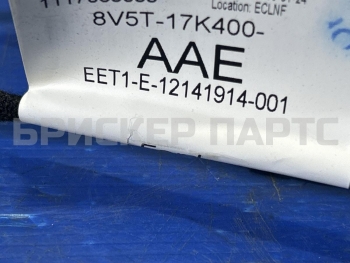 Location: ECLNF
8V5T-17K400-
AAE
EET1-E-12141914-001
БРИСКЕР ПАРТС